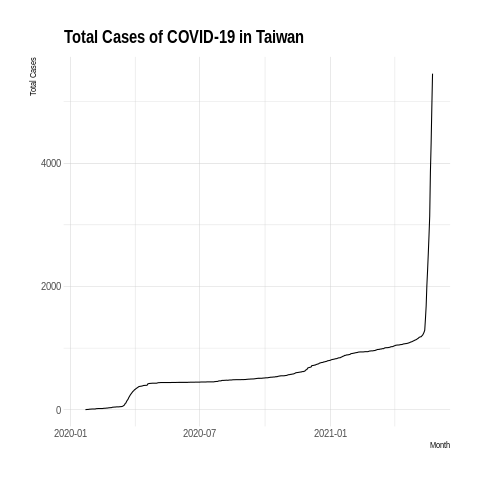 Total Cases of COVID-19 in Taiwan
Total Cases
4000
2000
0
2020-01 2020-07 2021-01
Month